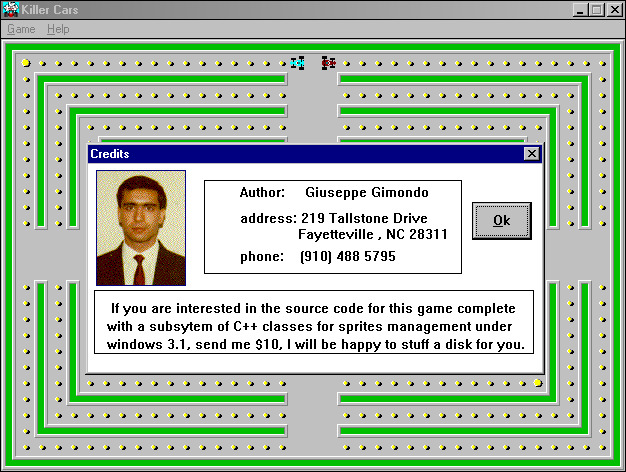 Killer Cars
Game Help
Credits
Author: Giuseppe Gimondo
address: 219 Tallstone Drive
Fayetteville , NC 28311
phone: (910) 488 5795
Ok
If you are interested in the source code for this game complete
with a subsytem of C++ classes for sprites management under
windows 3.1, send me $10, I will be happy to stuff a disk for you.